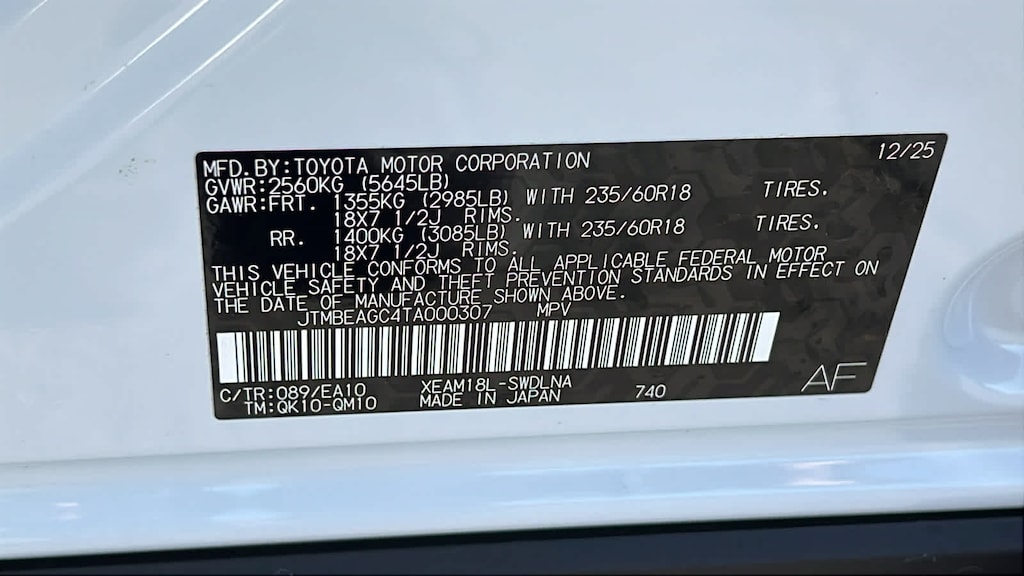 MFD.BY:TOYOTA MOTOR CORPORATION 12/25
GVWR:2560KG (5645LB)
GAWR:FRT. 1355KG (2985LB) WITH 235/60R18 TIRES.
18X7 1/2J RIMS.
RR. 1400KG (3085LB) WITH 235/60R18 TIRES.
18X7 1/2J RIMS.
THIS VEHICLE CONFORMS TO ALL APPLICABLE FEDERAL MOTOR
VEHICLE SAFETY AND THEFT PREVENTION STANDARDS IN EFFECT ON
THE DATE OF MANUFACTURE SHOWN ABOVE.
JTMBEAGC4TA000307 MPV
C/TR:089/EA10 XEAM18L-SWDLNA 740
TM:QK10-QM10 MADE IN JAPAN
AF